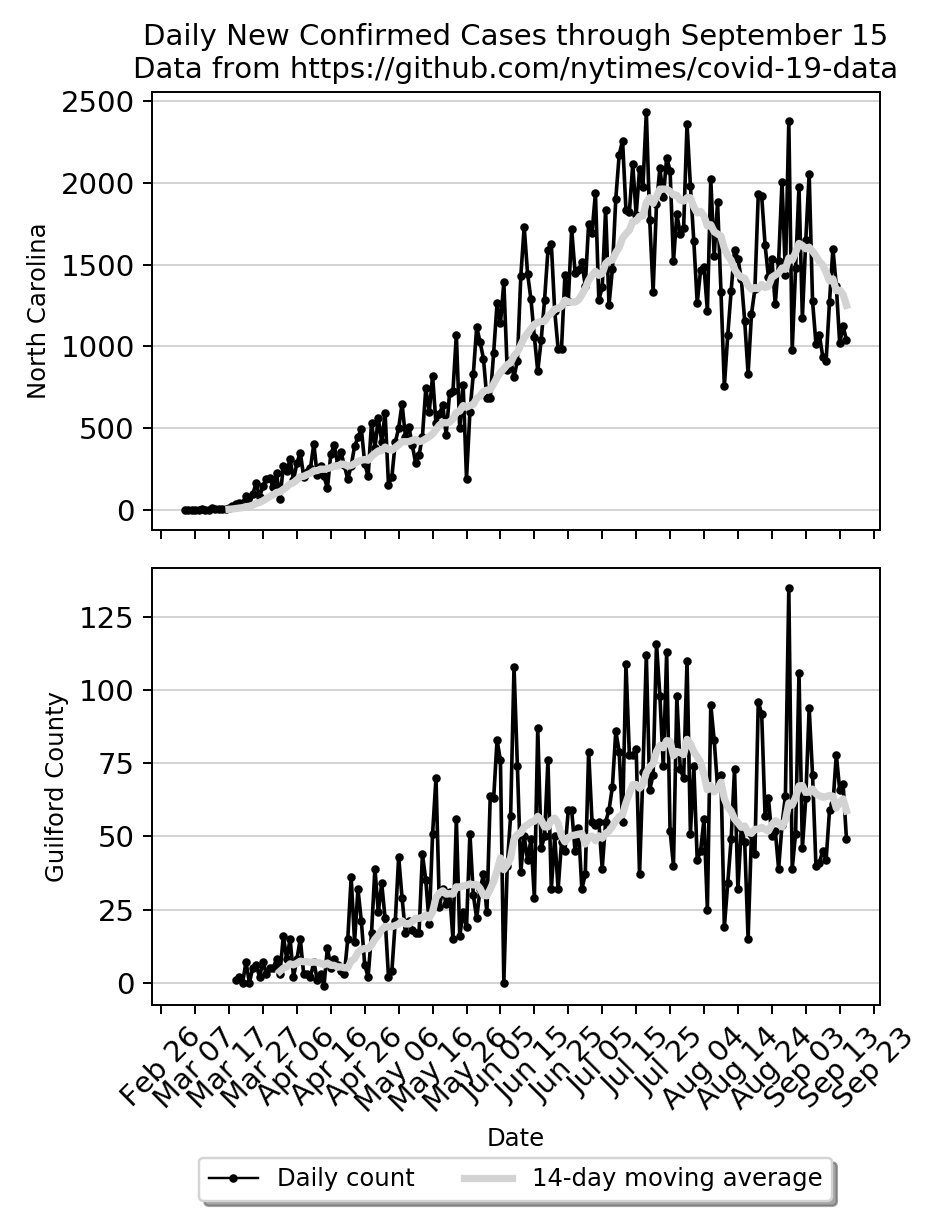 Daily New Confirmed Cases through September 15
Data from https://github.com/nytimes/covid-19-data
North Carolina
2500
2000
1500
1000
500
0
Guilford County
125
100
75
50
25
0
Feb 26
Mar 07
Mar 17
Mar 27
Apr 06
Apr 16
Apr 26
May 06
May 16
May 26
Jun 05
Jun 15
Jun 25
Jul 05
Jul 15
Jul 25
Aug 04
Aug 14
Aug 24
Sep 03
Sep 13
Sep 23
Date
Daily count
14-day moving average